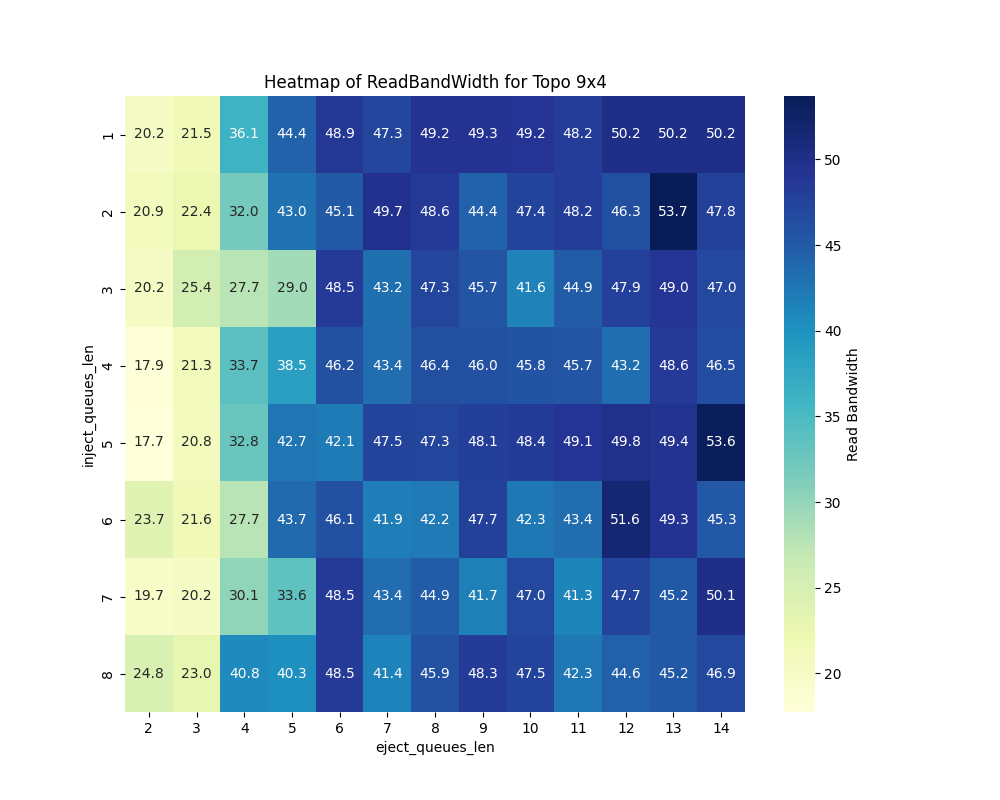 Heatmap of ReadBandWidth for Topo 9x4
1 20.2 21.5 36.1 44.4 48.9 47.3 49.2 49.3 49.2 48.2 50.2 50.2 50.2
2 20.9 22.4 32.0 43.0 45.1 49.7 48.6 44.4 47.4 48.2 46.3 53.7 47.8
3 20.2 25.4 27.7 29.0 48.5 43.2 47.3 45.7 41.6 44.9 47.9 49.0 47.0
4 17.9 21.3 33.7 38.5 46.2 43.4 46.4 46.0 45.8 45.7 43.2 48.6 46.5
5 17.7 20.8 32.8 42.7 42.1 47.5 47.3 48.1 48.4 49.1 49.8 49.4 53.6
6 23.7 21.6 27.7 43.7 46.1 41.9 42.2 47.7 42.3 43.4 51.6 49.3 45.3
7 19.7 20.2 30.1 33.6 48.5 43.4 44.9 41.7 47.0 41.3 47.7 45.2 50.1
8 24.8 23.0 40.8 40.3 48.5 41.4 45.9 48.3 47.5 42.3 44.6 45.2 46.9
2 3 4 5 6 7 8 9 10 11 12 13 14
eject_queues_len
inject_queues_len
50
45
40
35
30
25
20
Read Bandwidth